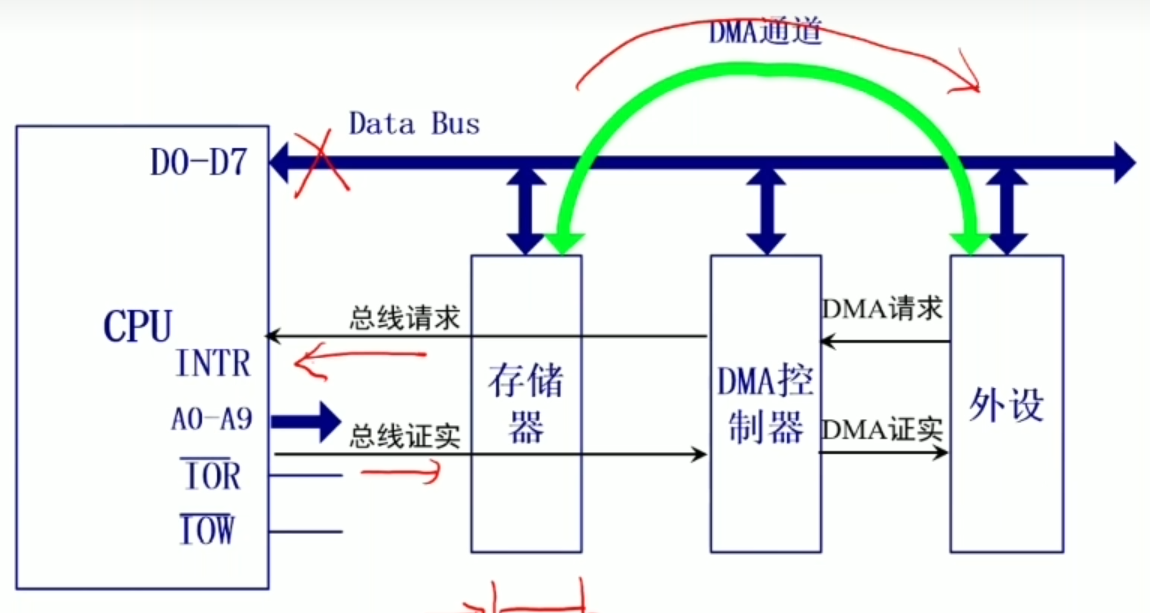 DMA通道
Data Bus
D0-D7
总线请求
DMA请求
CPU
INTR
存储
器
DMA控
制器
外设
A0-A9
总线证实
DMA证实
IOR
IOW